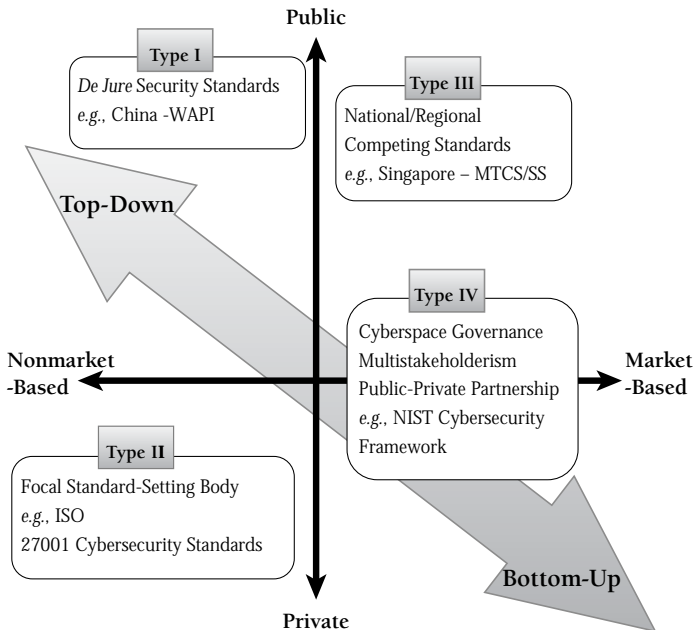 Public
Type I
De Jure Security Standards
e.g., China -WAPI
Type III
National/Regional
Competing Standards
e.g., Singapore – MTCS/SS
Top-Down
Type IV
Cyberspace Governance
Multistakeholderism
Public-Private Partnership
e.g., NIST Cybersecurity
Framework
Nonmarket
-Based
Market
-Based
Type II
Focal Standard-Setting Body
e.g., ISO
27001 Cybersecurity Standards
Bottom-Up
Private